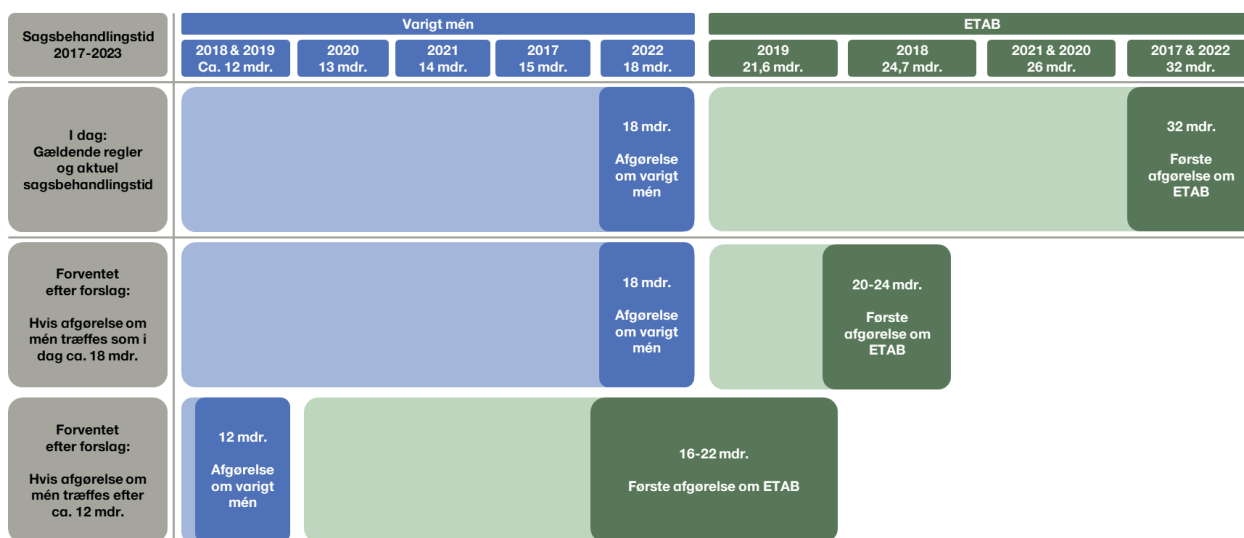 Sagsbehandlingstid
2017-2023
Varigt mén
ETAB
2018 & 2019
Ca. 12 mdr.
2020
13 mdr.
2021
14 mdr.
2017
15 mdr.
2022
18 mdr.
2019
21,6 mdr.
2018
24,7 mdr.
2021 & 2020
26 mdr.
2017 & 2022
32 mdr.
I dag:
Gældende regler
og aktuel
sagsbehandlingstid
18 mdr.
Afgørelse
om varigt
mén
32 mdr.
Første
afgørelse om
ETAB
Forventet
efter forslag:
Hvis afgørelse om
mén træffes som i
dag ca. 18 mdr.
18 mdr.
Afgørelse
om varigt
mén
20-24 mdr.
Første
afgørelse om
ETAB
Forventet
efter forslag:
Hvis afgørelse om
mén træffes efter
ca. 12 mdr.
12 mdr.
Afgørelse
om varigt
mén
16-22 mdr.
Første afgørelse om ETAB